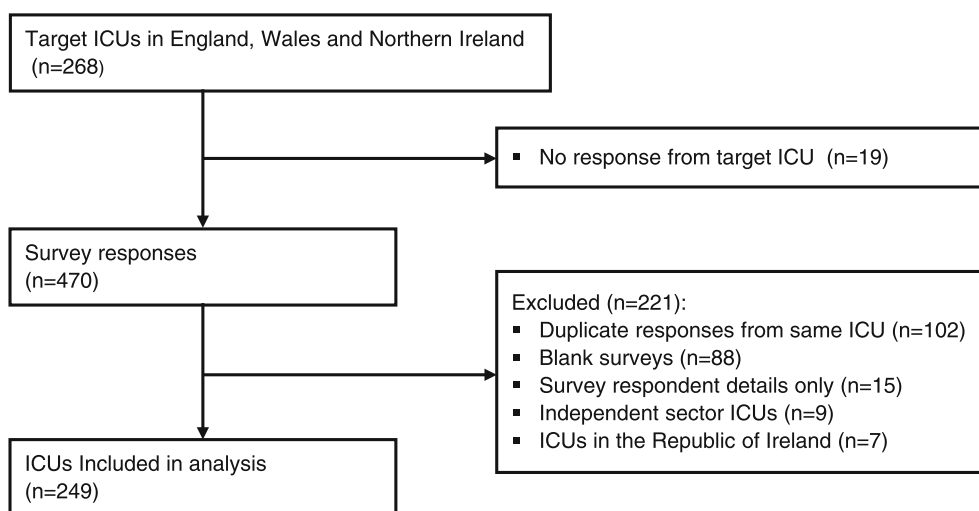 Target ICUs in England, Wales and Northern Ireland
(n=268)
▪ No response from target ICU (n=19)
Survey responses
(n=470)
Excluded (n=221):
▪ Duplicate responses from same ICU (n=102)
▪ Blank surveys (n=88)
▪ Survey respondent details only (n=15)
▪ Independent sector ICUs (n=9)
▪ ICUs in the Republic of Ireland (n=7)
ICUs Included in analysis
(n=249)